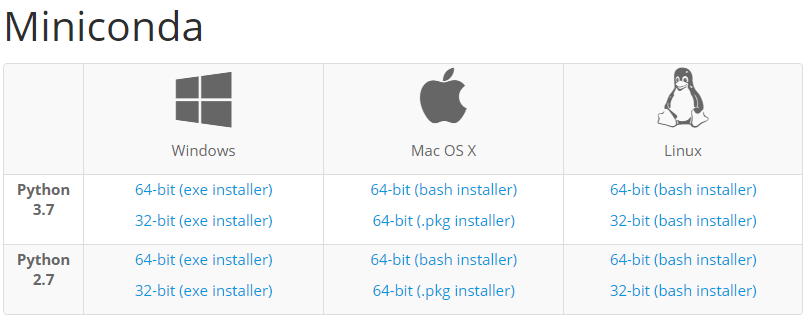 Miniconda
Windows
Mac OS X
Linux
Python 3.7
64-bit (exe installer)
32-bit (exe installer)
64-bit (bash installer)
64-bit (.pkg installer)
64-bit (bash installer)
32-bit (bash installer)
Python 2.7
64-bit (exe installer)
32-bit (exe installer)
64-bit (bash installer)
64-bit (.pkg installer)
64-bit (bash installer)
32-bit (bash installer)